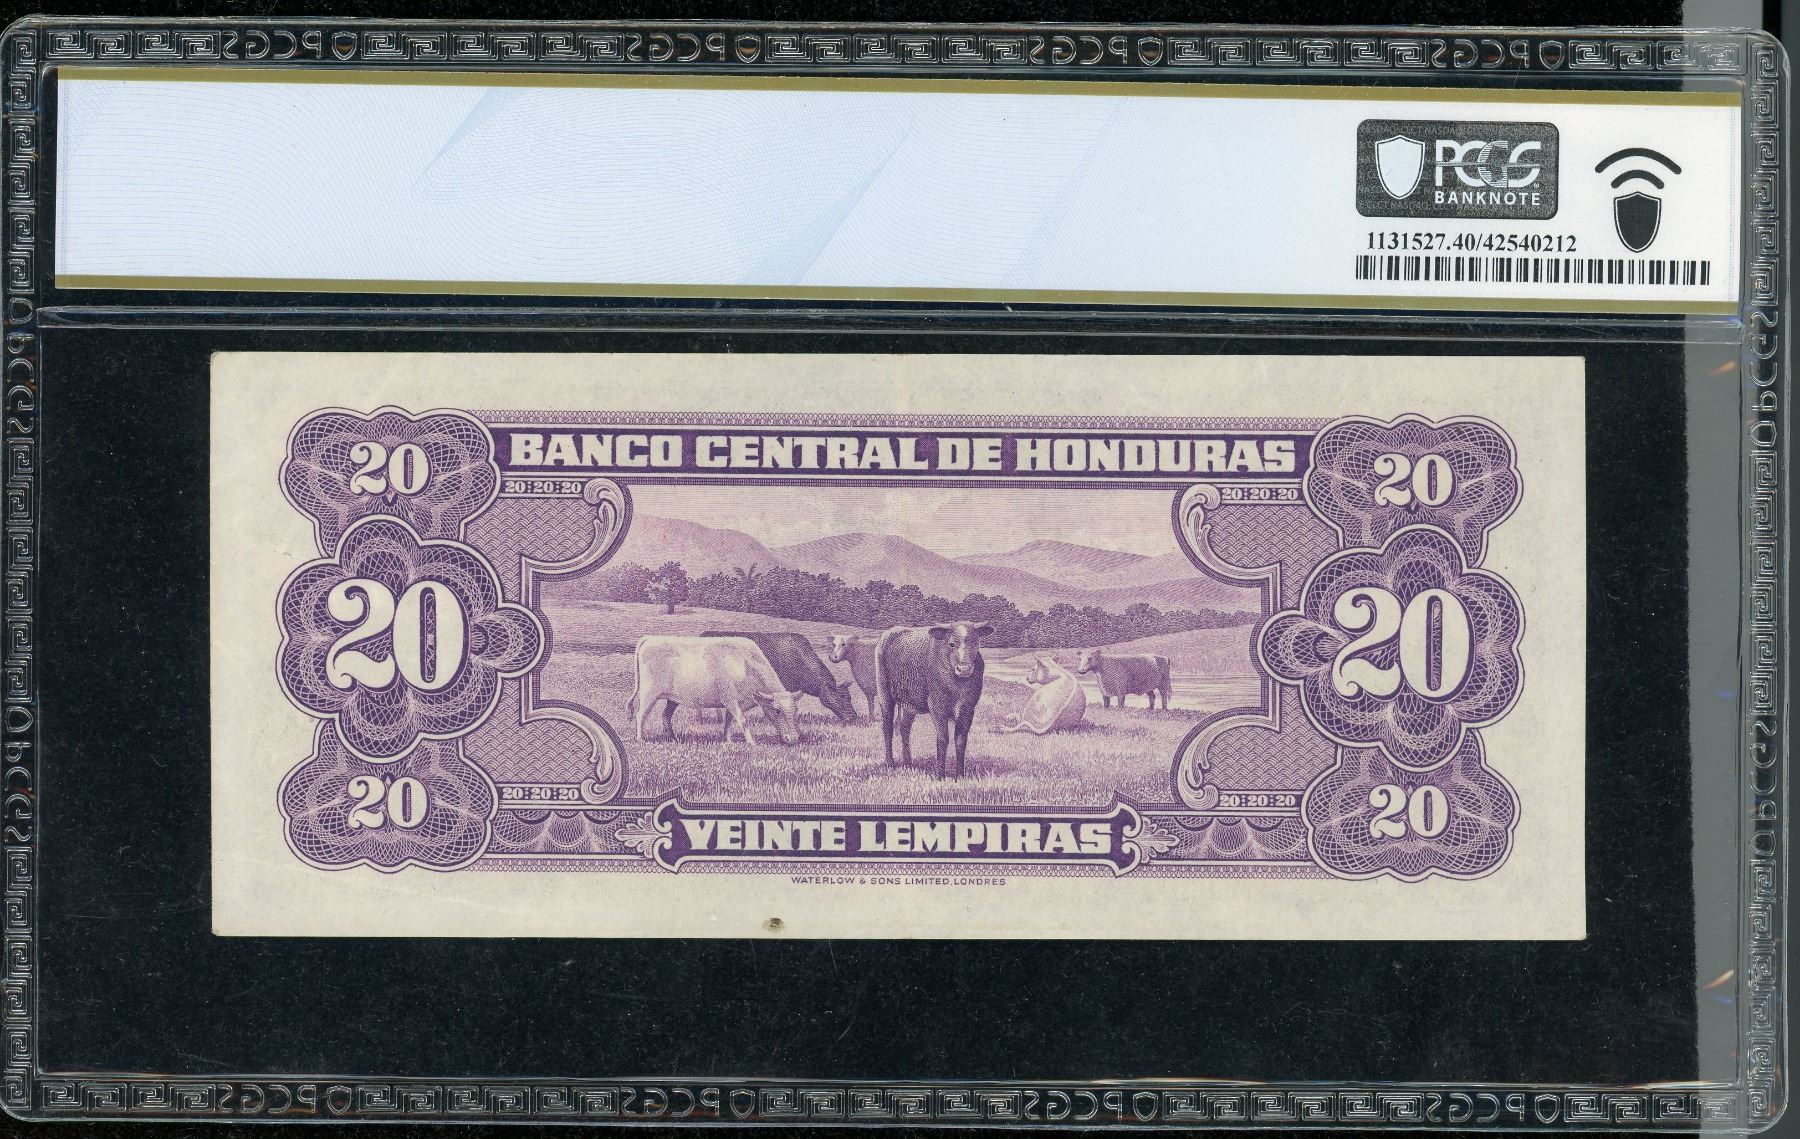 PCGS
BANKNOTE
1131527.40/42540212
BANCO CENTRAL DE HONDURAS
20 20
20:20:20 20:20:20
20 20
20:20:20 20:20:20
20 20
VEINTE LEMPIRAS
WATERLOW & SONS LIMITED, LONDRES